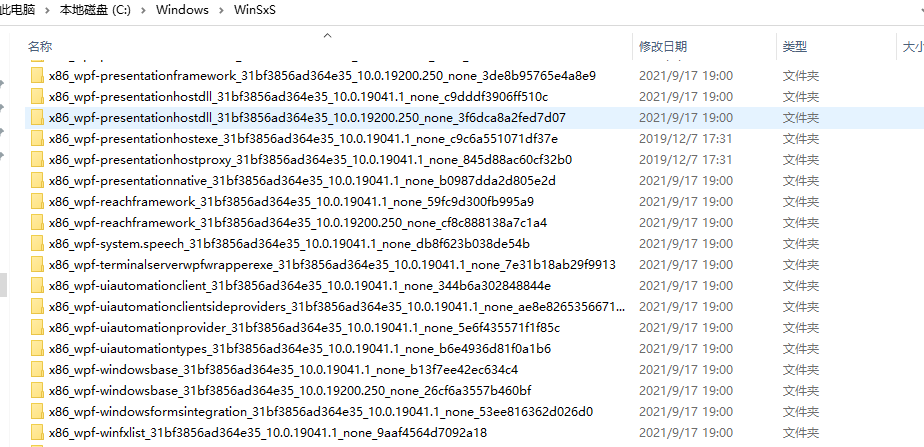 此电脑 > 本地磁盘 (C:) > Windows > WinSxS
名称 修改日期 类型 大小
x86_wpf-presentationframework_31bf3856ad364e35_10.0.19200.250_none_3de8b95765e4a8e9 2021/9/17 19:00 文件夹
x86_wpf-presentationhostdll_31bf3856ad364e35_10.0.19041.1_none_c9dddf3906ff510c 2021/9/17 19:00 文件夹
x86_wpf-presentationhostdll_31bf3856ad364e35_10.0.19200.250_none_3f6dca8a2fed7d07 2021/9/17 19:00 文件夹
x86_wpf-presentationhostexe_31bf3856ad364e35_10.0.19041.1_none_c9c6a551071df37e 2019/12/7 17:31 文件夹
x86_wpf-presentationhostproxy_31bf3856ad364e35_10.0.19041.1_none_845d88ac60cf32b0 2019/12/7 17:31 文件夹
x86_wpf-presentationnative_31bf3856ad364e35_10.0.19041.1_none_b0987dda2d805e2d 2021/9/17 19:00 文件夹
x86_wpf-reachframework_31bf3856ad364e35_10.0.19041.1_none_59fc9d300fb995a9 2021/9/17 19:00 文件夹
x86_wpf-reachframework_31bf3856ad364e35_10.0.19200.250_none_cf8c888138a7c1a4 2021/9/17 19:00 文件夹
x86_wpf-system.speech_31bf3856ad364e35_10.0.19041.1_none_db8f623b038de54b 2021/9/17 19:00 文件夹
x86_wpf-terminalserverwpfwrapperexe_31bf3856ad364e35_10.0.19041.1_none_7e31b18ab29f9913 2021/9/17 19:00 文件夹
x86_wpf-uiautomationclient_31bf3856ad364e35_10.0.19041.1_none_344b6a302848844e 2021/9/17 19:00 文件夹
x86_wpf-uiautomationclientsideproviders_31bf3856ad364e35_10.0.19041.1_none_ae8e8265356671... 2021/9/17 19:00 文件夹
x86_wpf-uiautomationprovider_31bf3856ad364e35_10.0.19041.1_none_5e6f435571f1f85c 2021/9/17 19:00 文件夹
x86_wpf-uiautomationtypes_31bf3856ad364e35_10.0.19041.1_none_b6e4936d81f0a1b6 2021/9/17 19:00 文件夹
x86_wpf-windowsbase_31bf3856ad364e35_10.0.19041.1_none_b13f7ee42ec634c4 2021/9/17 19:00 文件夹
x86_wpf-windowsbase_31bf3856ad364e35_10.0.19200.250_none_26cf6a3557b460bf 2021/9/17 19:00 文件夹
x86_wpf-windowsformsintegration_31bf3856ad364e35_10.0.19041.1_none_53ee816362d026d0 2021/9/17 19:00 文件夹
x86_wpf-winfxlist_31bf3856ad364e35_10.0.19041.1_none_9aaf4564d7092a18 2021/9/17 19:00 文件夹